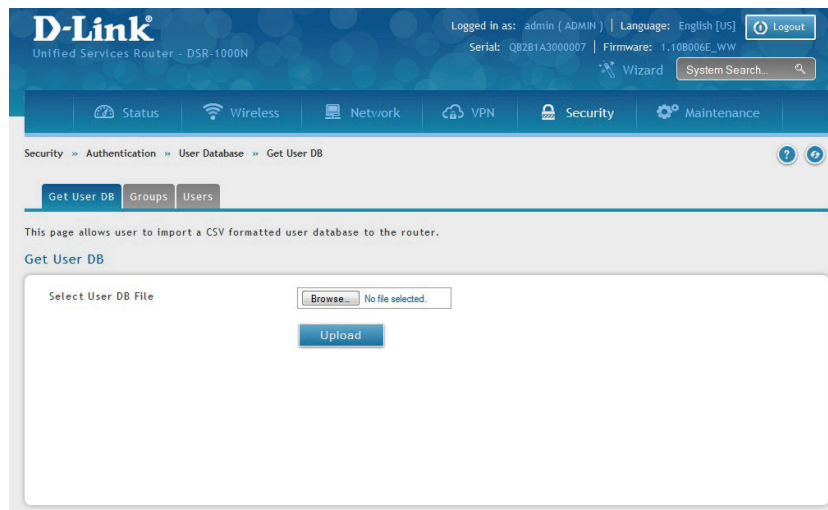 D-Link®
Unified Services Router - DSR-1000N
Logged in as: admin ( ADMIN ) | Language: English [US]
Logout
Serial: QB2B1A3000007 | Firmware: 1.10B006E_WW
Wizard
System Search...
Status
Wireless
Network
VPN
Security
Maintenance
Security » Authentication » User Database » Get User DB
Get User DB
Groups
Users
This page allows user to import a CSV formatted user database to the router.
Get User DB
Select User DB File
Browse_ No file selected.
Upload